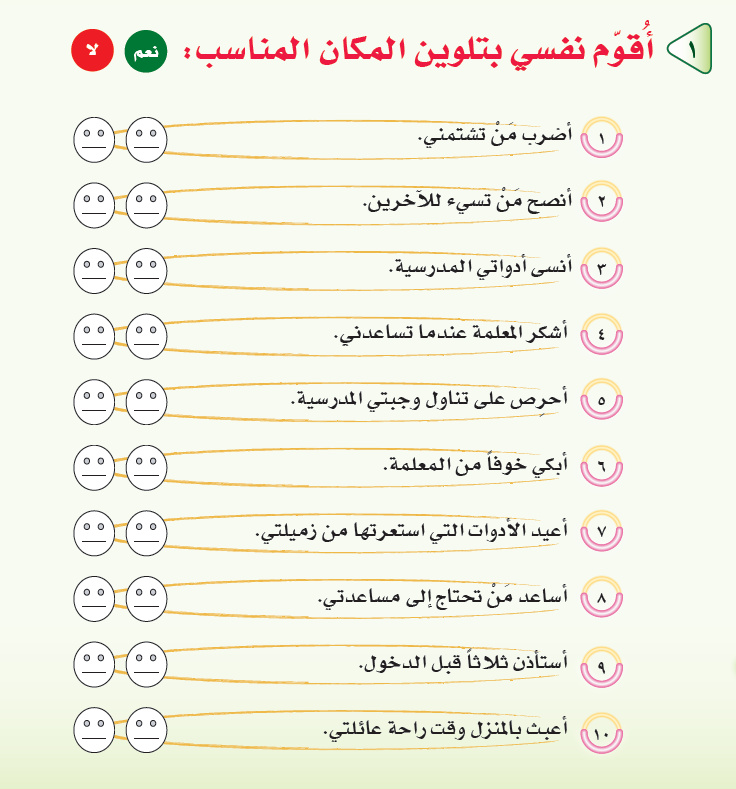 ١ أُقوّم نفسي بتلوين المكان المناسب: نعم لا
١ أضرب مَنْ تشتمني.
٢ أنصح مَنْ تسيء للآخرين.
٣ أنسى أدواتي المدرسية.
٤ أشكر المعلمة عندما تساعدني.
٥ أحرِص على تناول وجبتي المدرسية.
٦ أبكي خوفاً من المعلمة.
٧ أعيد الأدوات التي استعرتها من زميلتي.
٨ أساعد مَنْ تحتاج إلى مساعدتي.
٩ أستأذن ثلاثاً قبل الدخول.
١٠ أعبث بالمنزل وقت راحة عائلتي.